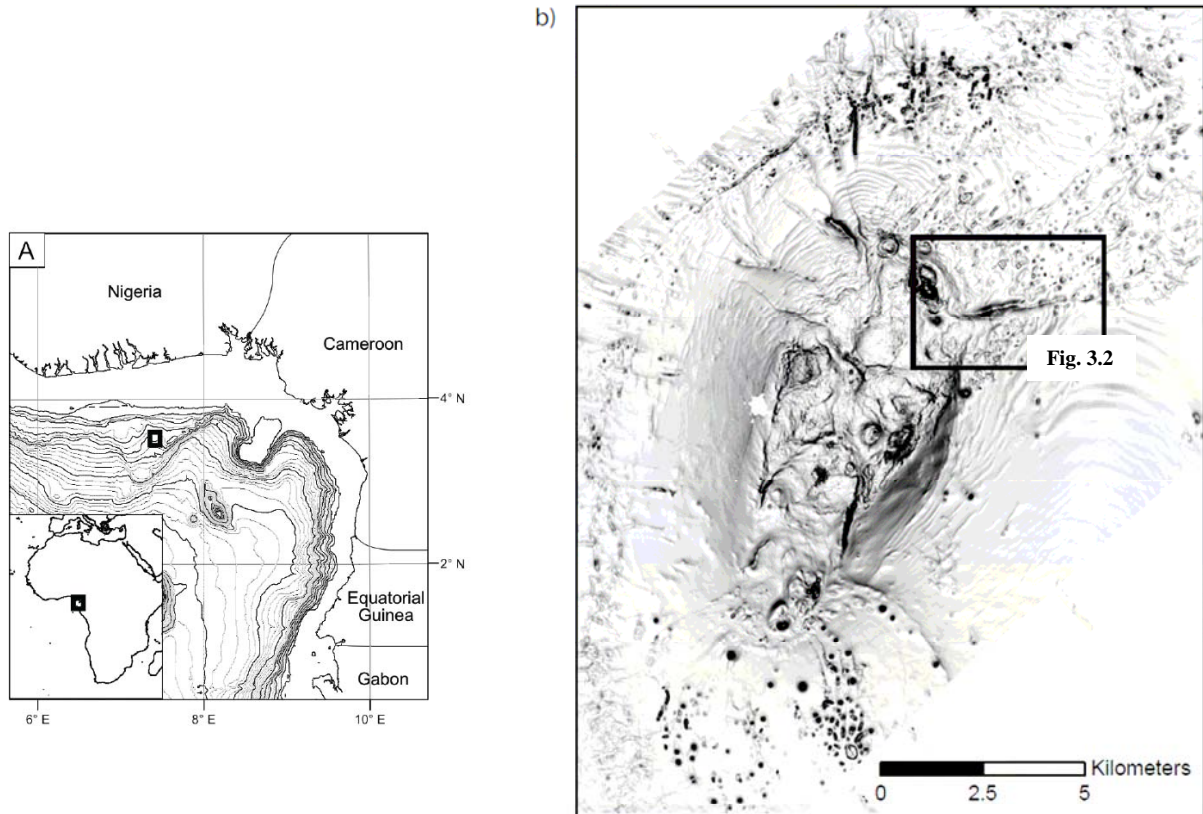 A
Nigeria
Cameroon
4° N
2° N
Equatorial
Guinea
Gabon
6° E
8° E
10° E
b)
Fig. 3.2
Kilometers
0
2.5
5